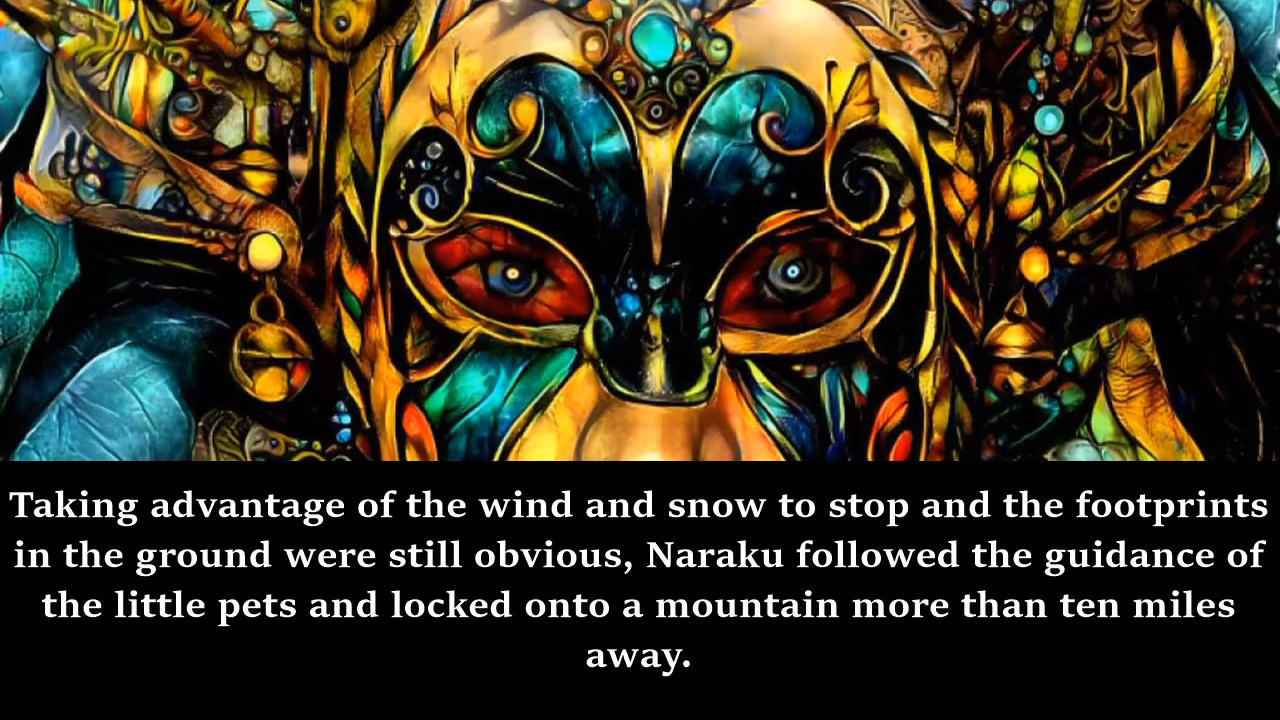 Taking advantage of the wind and snow to stop and the footprints
in the ground were still obvious, Naraku followed the guidance of
the little pets and locked onto a mountain more than ten miles
away.